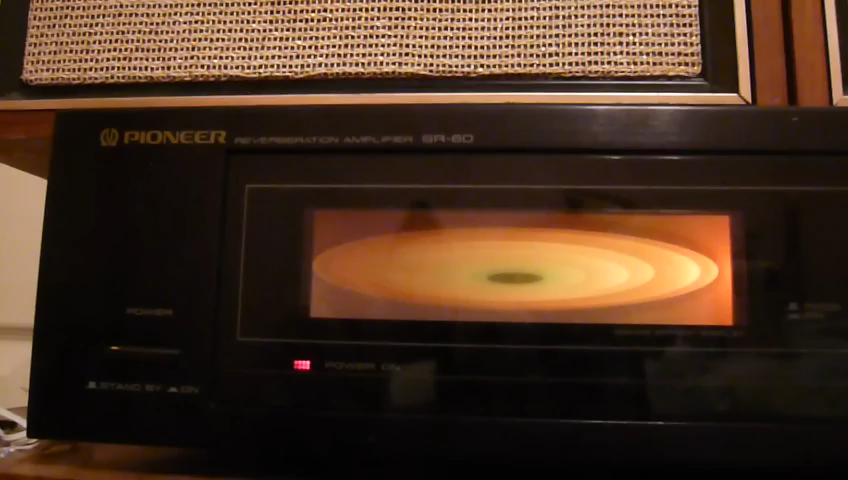 PIONEER REVERBERATION AMPLIFIER SR-60
POWER
POWER ON
STAND BY ON